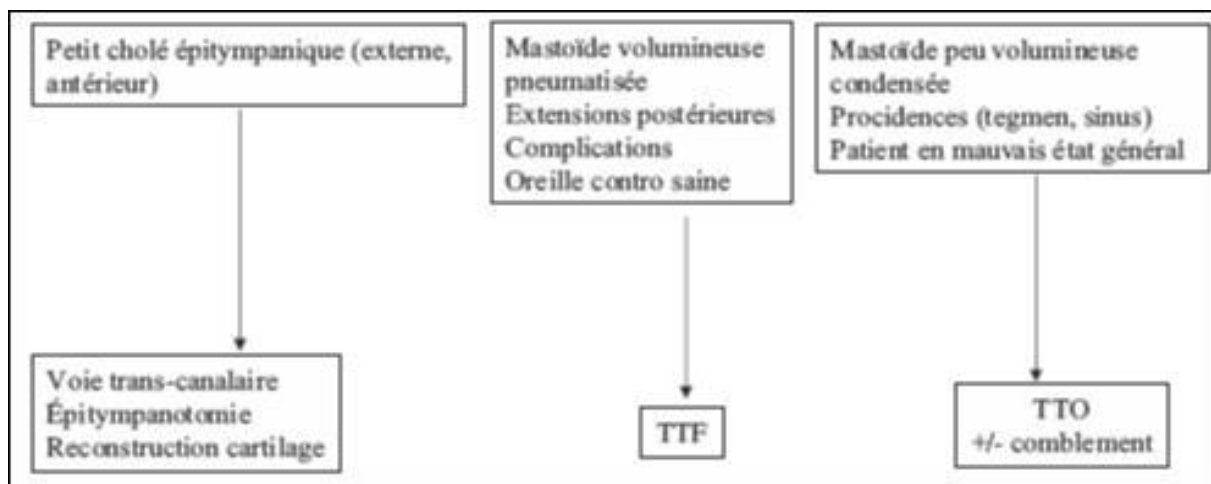 Petit cholé épitympanique (externe,
antérieur)
Mastoïde volumineuse
pneumatisée
Extensions postérieures
Complications
Oreille contro saine
Mastoïde peu volumineuse
condensée
Procidences (tegmen, sinus)
Patient en mauvais état général
Voie trans-canalaire
Épitympanotomie
Reconstruction cartilage
TTF
TTO
+/- comblement